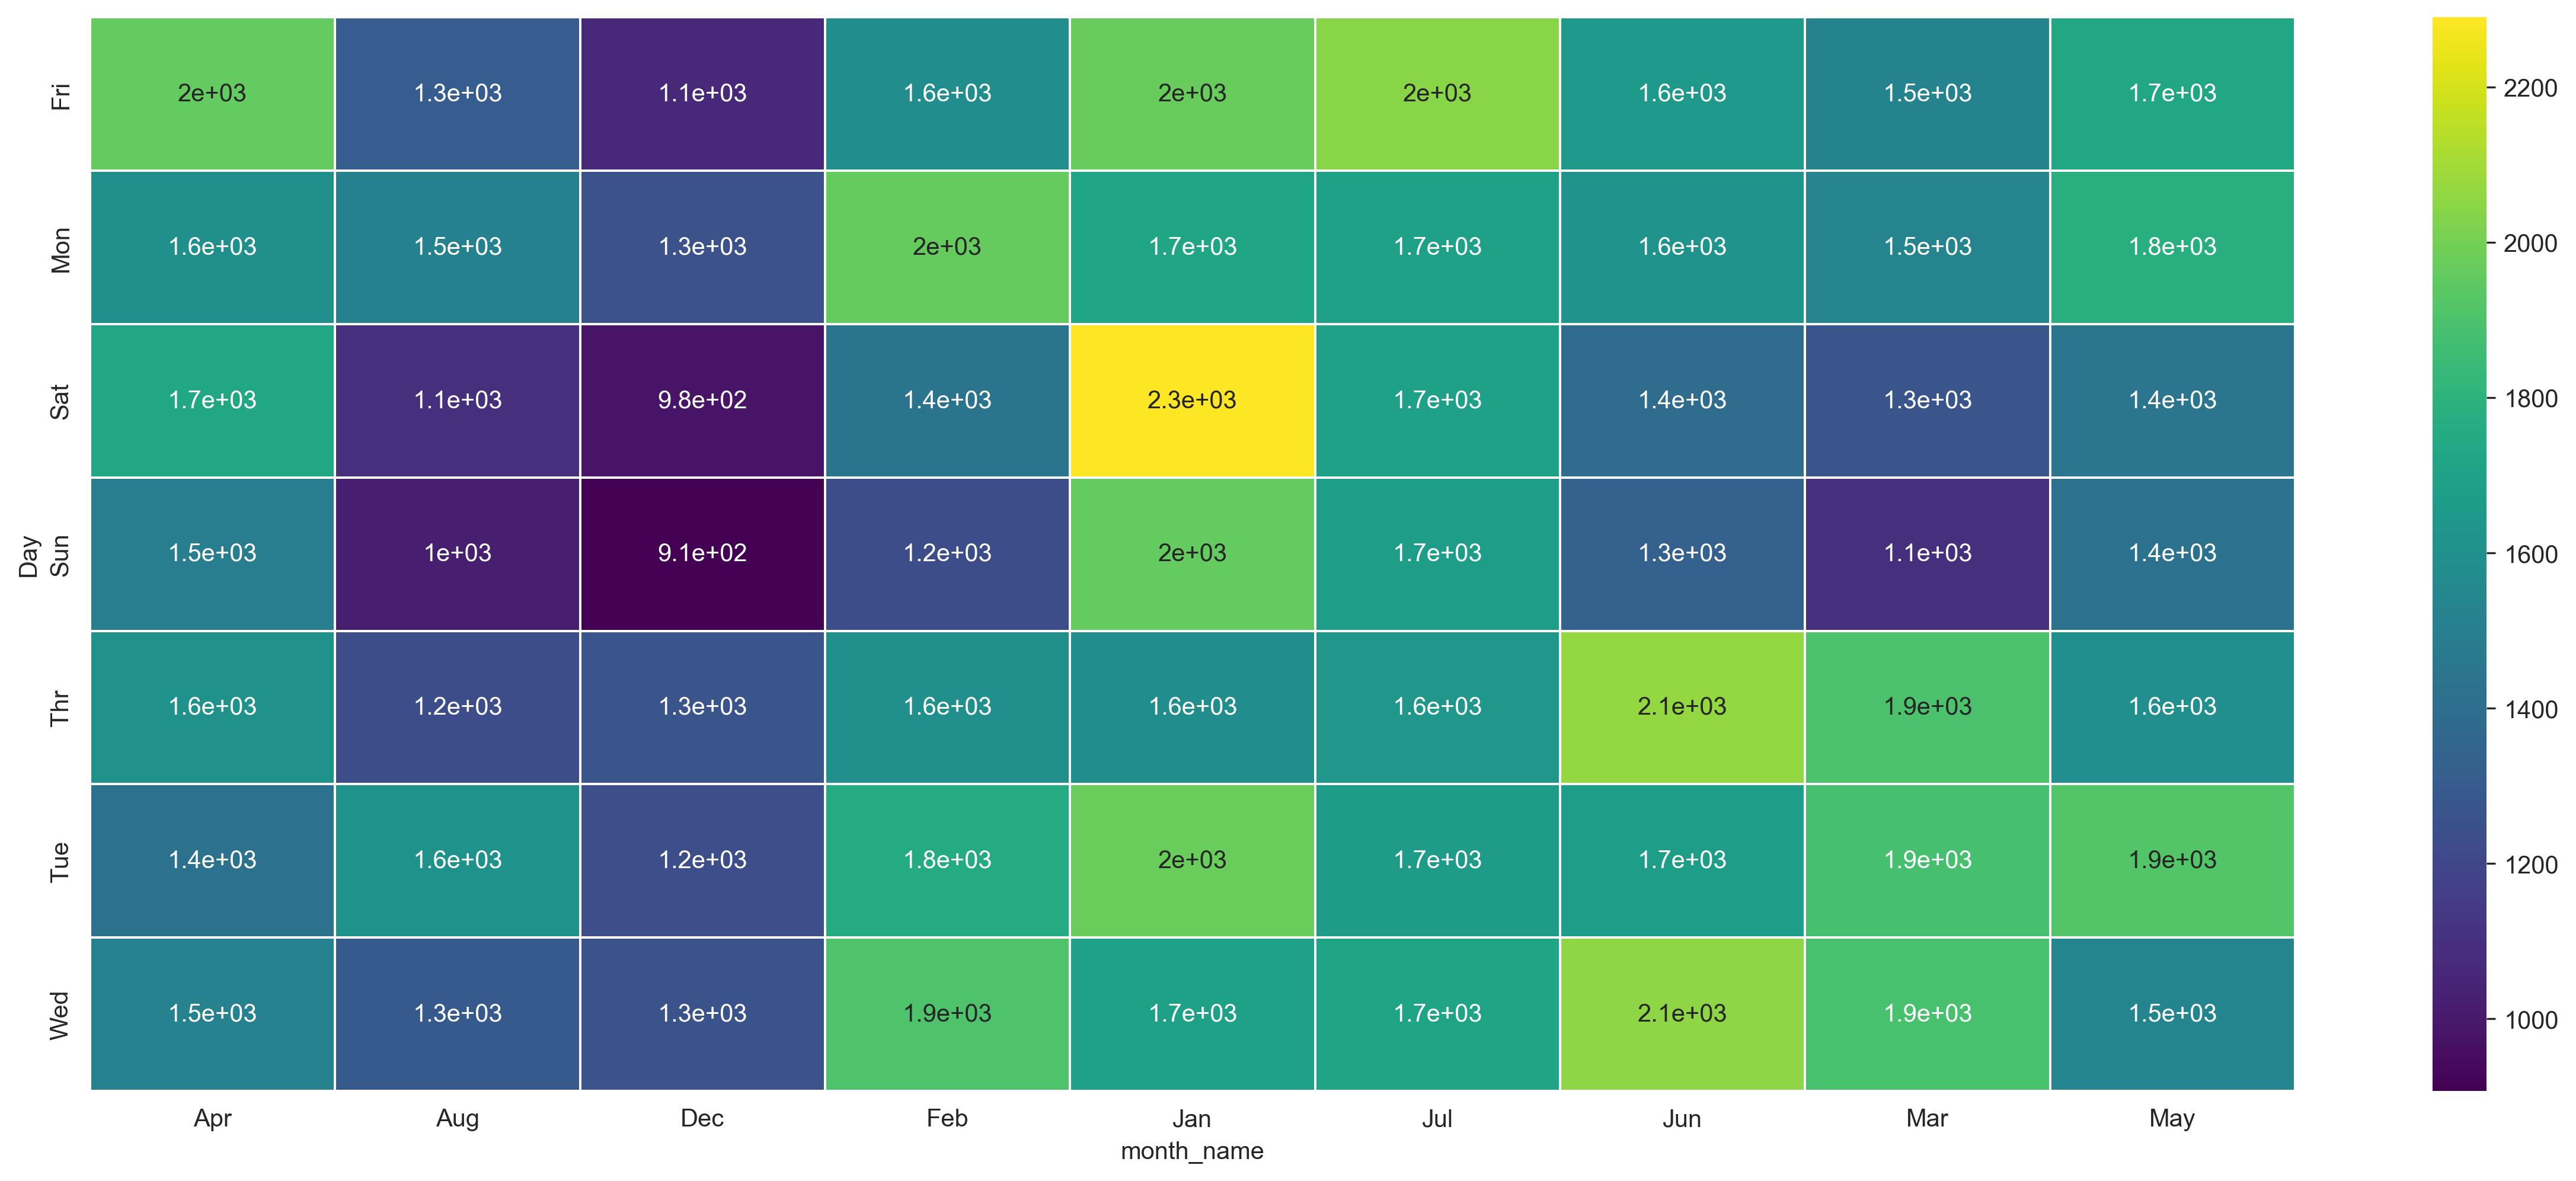 Fri 2e+03 1.3e+03 1.1e+03 1.6e+03 2e+03 2e+03 1.6e+03 1.5e+03 1.7e+03
Mon 1.6e+03 1.5e+03 1.3e+03 2e+03 1.7e+03 1.7e+03 1.6e+03 1.5e+03 1.8e+03
Sat 1.7e+03 1.1e+03 9.8e+02 1.4e+03 2.3e+03 1.7e+03 1.4e+03 1.3e+03 1.4e+03
Day
Sun 1.5e+03 1e+03 9.1e+02 1.2e+03 2e+03 1.7e+03 1.3e+03 1.1e+03 1.4e+03
Thr 1.6e+03 1.2e+03 1.3e+03 1.6e+03 1.6e+03 1.6e+03 2.1e+03 1.9e+03 1.6e+03
Tue 1.4e+03 1.6e+03 1.2e+03 1.8e+03 2e+03 1.7e+03 1.7e+03 1.9e+03 1.9e+03
Wed 1.5e+03 1.3e+03 1.3e+03 1.9e+03 1.7e+03 1.7e+03 2.1e+03 1.9e+03 1.5e+03
Apr Aug Dec Feb Jan Jul Jun Mar May
month_name
2200
2000
1800
1600
1400
1200
1000